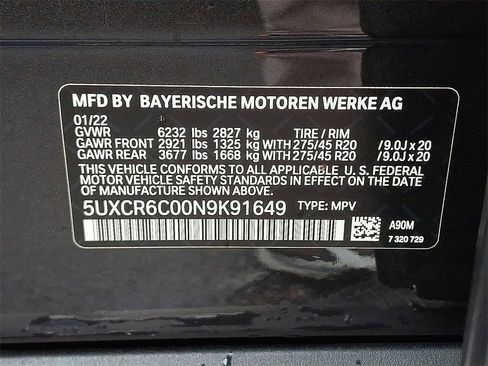 MFD BY BAYERISCHE MOTOREN WERKE AG
01/22
GVWR 6232 lbs 2827 kg TIRE / RIM
GAWR FRONT 2921 lbs 1325 kg WITH 275/45 R20 / 9.0J x 20
GAWR REAR 3677 lbs 1668 kg WITH 275/45 R20 / 9.0J x 20
THIS VEHICLE CONFORMS TO ALL APPLICABLE U. S. FEDERAL
MOTOR VEHICLE SAFETY STANDARDS IN EFFECT ON THE
DATE OF MANUFACTURE SHOWN ABOVE.
5UXCR6C00N9K91649 TYPE: MPV
A90M
7 320 729